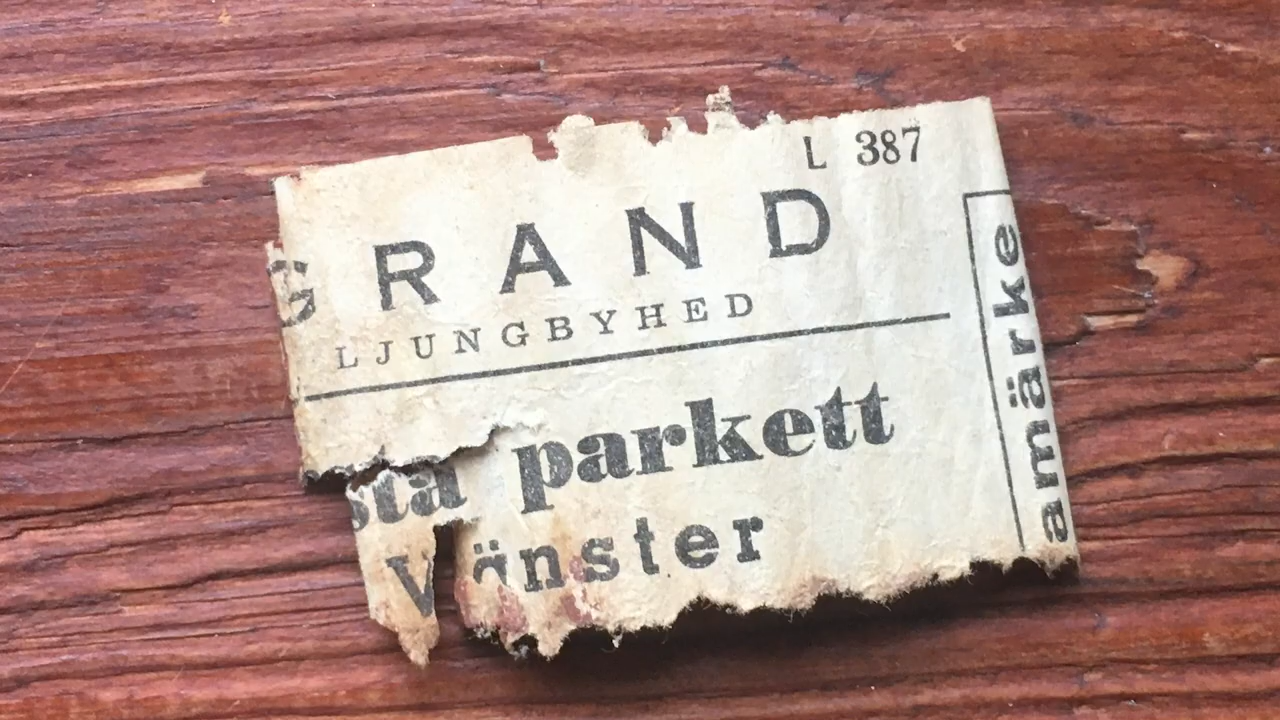 L 387
GRAND
LJUNGBYHED
sta parkett
Vänster
amärke